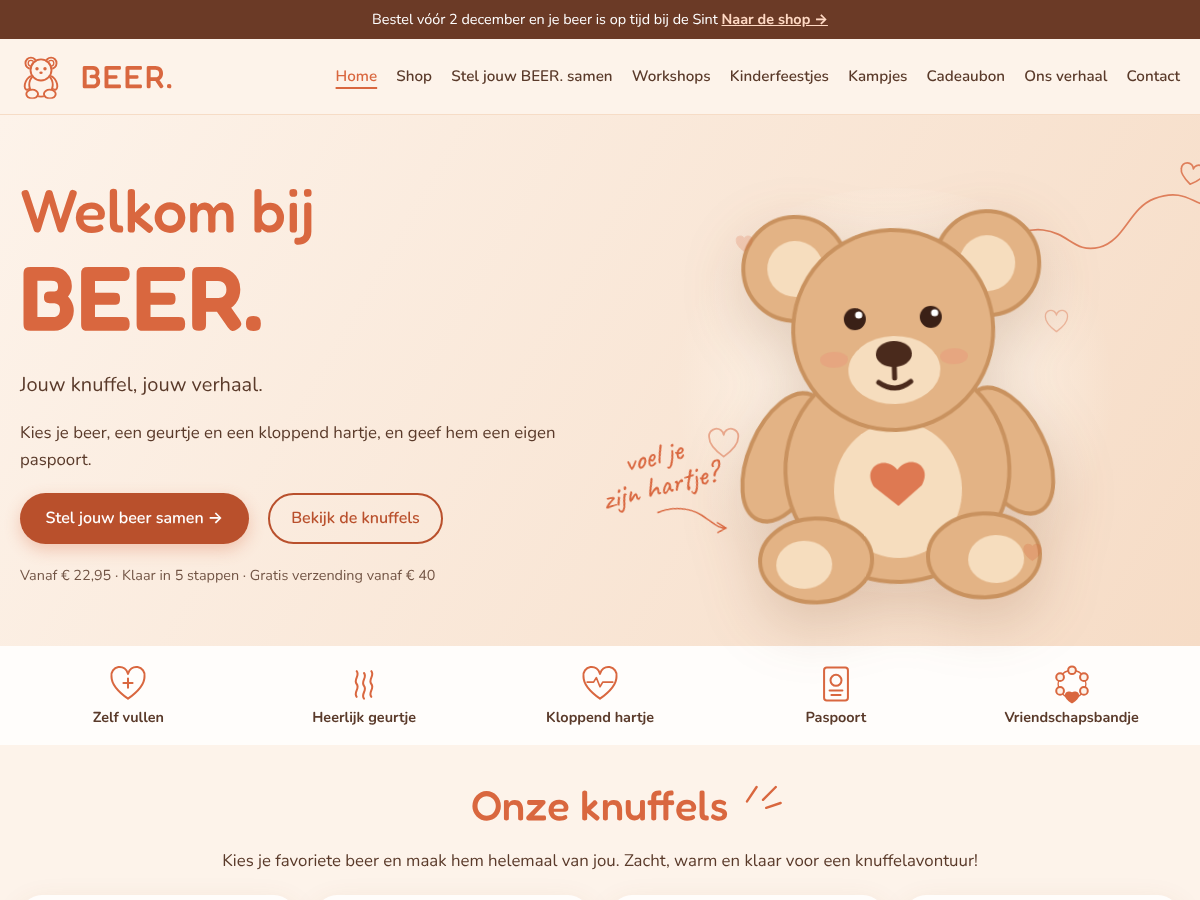 Bestel vóór 2 december en je beer is op tijd bij de Sint Naar de shop →
BEER.
Home Shop Stel jouw BEER. samen Workshops Kinderfeestjes Kampjes Cadeaubon Ons verhaal Contact
Welkom bij
BEER.
Jouw knuffel, jouw verhaal.
Kies je beer, een geurtje en een kloppend hartje, en geef hem een eigen
paspoort.
Stel jouw beer samen →
Bekijk de knuffels
Vanaf € 22,95 · Klaar in 5 stappen · Gratis verzending vanaf € 40
voel je
zijn hartje?
Zelf vullen
Heerlijk geurtje
Kloppend hartje
Paspoort
Vriendschapsbandje
Onze knuffels
Kies je favoriete beer en maak hem helemaal van jou. Zacht, warm en klaar voor een knuffelavontuur!